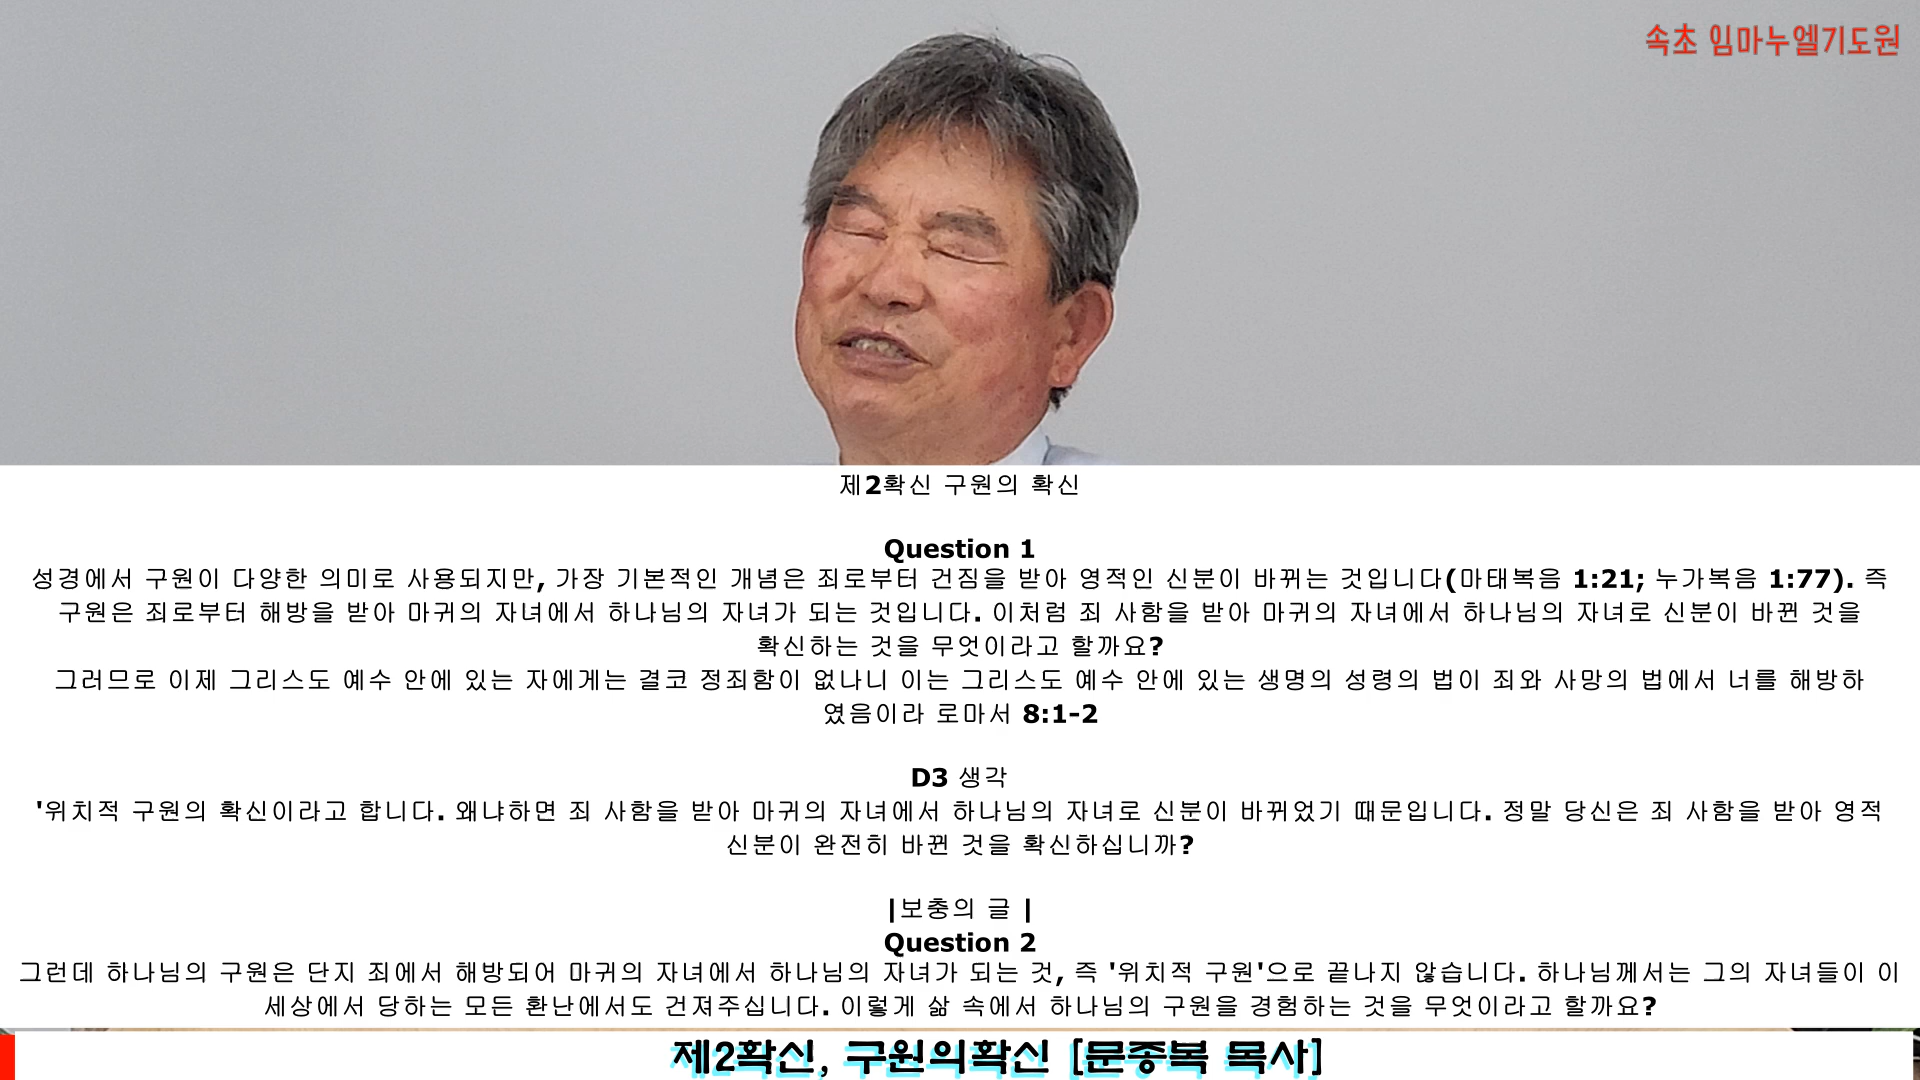 속초 임마누엘기도원
제2확신 구원의 확신
Question 1
성경에서 구원이 다양한 의미로 사용되지만, 가장 기본적인 개념은 죄로부터 건짐을 받아 영적인 신분이 바뀌는 것입니다(마태복음 1:21; 누가복음 1:77). 즉
구원은 죄로부터 해방을 받아 마귀의 자녀에서 하나님의 자녀가 되는 것입니다. 이처럼 죄 사함을 받아 마귀의 자녀에서 하나님의 자녀로 신분이 바뀐 것을
확신하는 것을 무엇이라고 할까요?
그러므로 이제 그리스도 예수 안에 있는 자에게는 결코 정죄함이 없나니 이는 그리스도 예수 안에 있는 생명의 성령의 법이 죄와 사망의 법에서 너를 해방하
였음이라 로마서 8:1-2
D3 생각
'위치적 구원의 확신이라고 합니다. 왜냐하면 죄 사함을 받아 마귀의 자녀에서 하나님의 자녀로 신분이 바뀌었기 때문입니다. 정말 당신은 죄 사함을 받아 영적
신분이 완전히 바뀐 것을 확신하십니까?
|보충의 글 |
Question 2
그런데 하나님의 구원은 단지 죄에서 해방되어 마귀의 자녀에서 하나님의 자녀가 되는 것, 즉 '위치적 구원'으로 끝나지 않습니다. 하나님께서는 그의 자녀들이 이
세상에서 당하는 모든 환난에서도 건져주십니다. 이렇게 삶 속에서 하나님의 구원을 경험하는 것을 무엇이라고 할까요?
제2확신, 구원의확신 [문종복 목사]